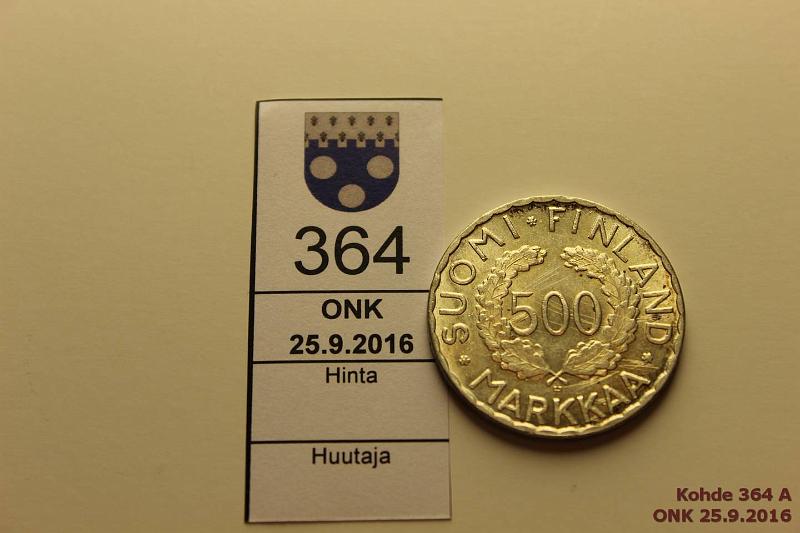 364
ONK
25.9.2016
Hinta
Huutaja
SUOMI * FINLAND
500
* MARKKAA *
H
Kohde 364 A
ONK 25.9.2016